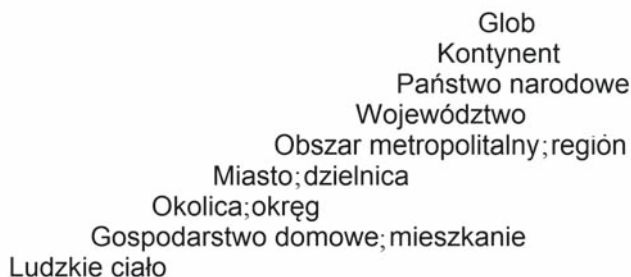 Glob
Kontynent
Państwo narodowe
Województwo
Obszar metropolitalny; region
Miasto; dzielnica
Okolica; okręg
Gospodarstwo domowe; mieszkanie
Ludzkie ciało